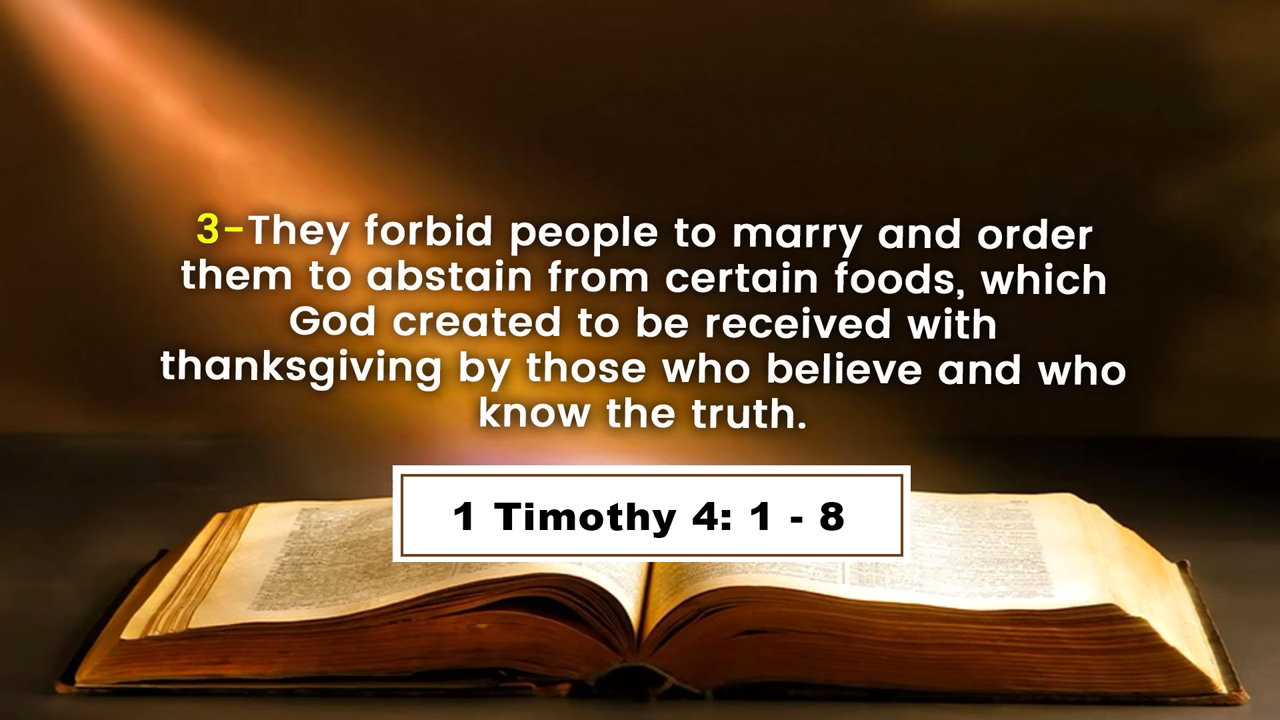 3-They forbid people to marry and order
them to abstain from certain foods, which
God created to be received with
thanksgiving by those who believe and who
know the truth.
1 Timothy 4: 1 - 8